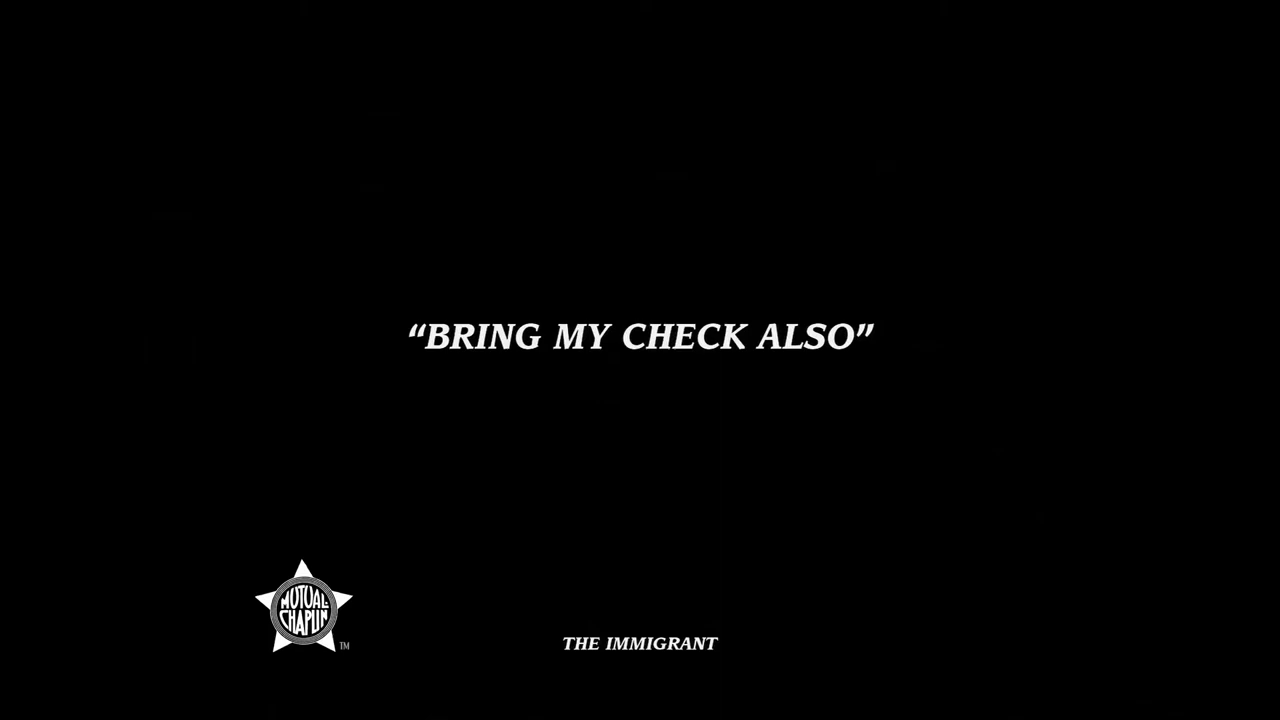 “BRING MY CHECK ALSO”
MUTUAL-
CHAPLIN
TM
THE IMMIGRANT